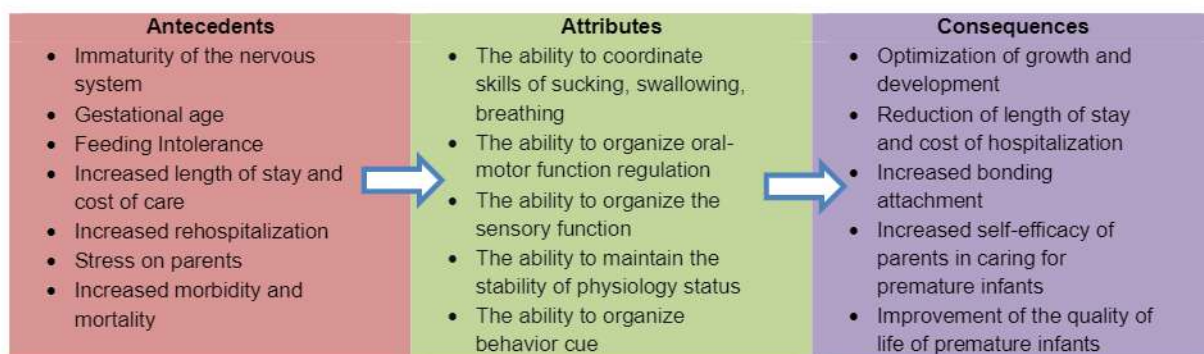 Antecedents
• Immaturity of the nervous
system
• Gestational age
• Feeding Intolerance
• Increased length of stay and
cost of care
• Increased rehospitalization
• Stress on parents
• Increased morbidity and
mortality
Attributes
• The ability to coordinate
skills of sucking, swallowing,
breathing
• The ability to organize oral-
motor function regulation
• The ability to organize the
sensory function
• The ability to maintain the
stability of physiology status
• The ability to organize
behavior cue
Consequences
• Optimization of growth and
development
• Reduction of length of stay
and cost of hospitalization
• Increased bonding
attachment
• Increased self-efficacy of
parents in caring for
premature infants
• Improvement of the quality of
life of premature infants